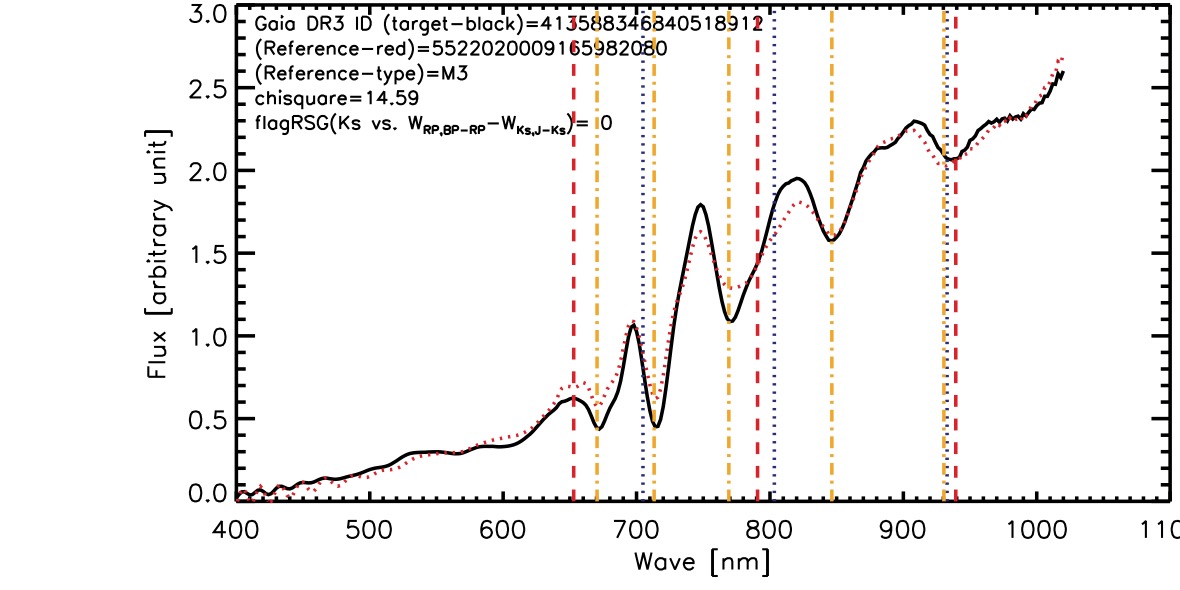 3.0
Gaia DR3 ID (target-black)=413588346840518912
(Reference-red)=5522020009165982080
(Reference-type)=M3
chisquare=14.59
flagRSG(Ks vs. W_RP,BP-RP-W_Ks,J-Ks)= 0
2.5
2.0
1.5
1.0
0.5
0.0
Flux [arbitrary unit]
400 500 600 700 800 900 1000 110
Wave [nm]